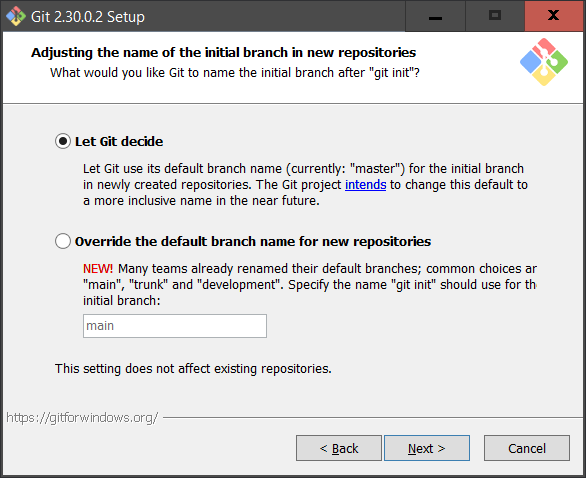 Git 2.30.0.2 Setup
Adjusting the name of the initial branch in new repositories
What would you like Git to name the initial branch after "git init"?
Let Git decide
Let Git use its default branch name (currently: "master") for the initial branch
in newly created repositories. The Git project intends to change this default to
a more inclusive name in the near future.
Override the default branch name for new repositories
NEW! Many teams already renamed their default branches; common choices ar
"main", "trunk" and "development". Specify the name "git init" should use for the
initial branch:
main
This setting does not affect existing repositories.
https://gitforwindows.org/
< Back
Next >
Cancel